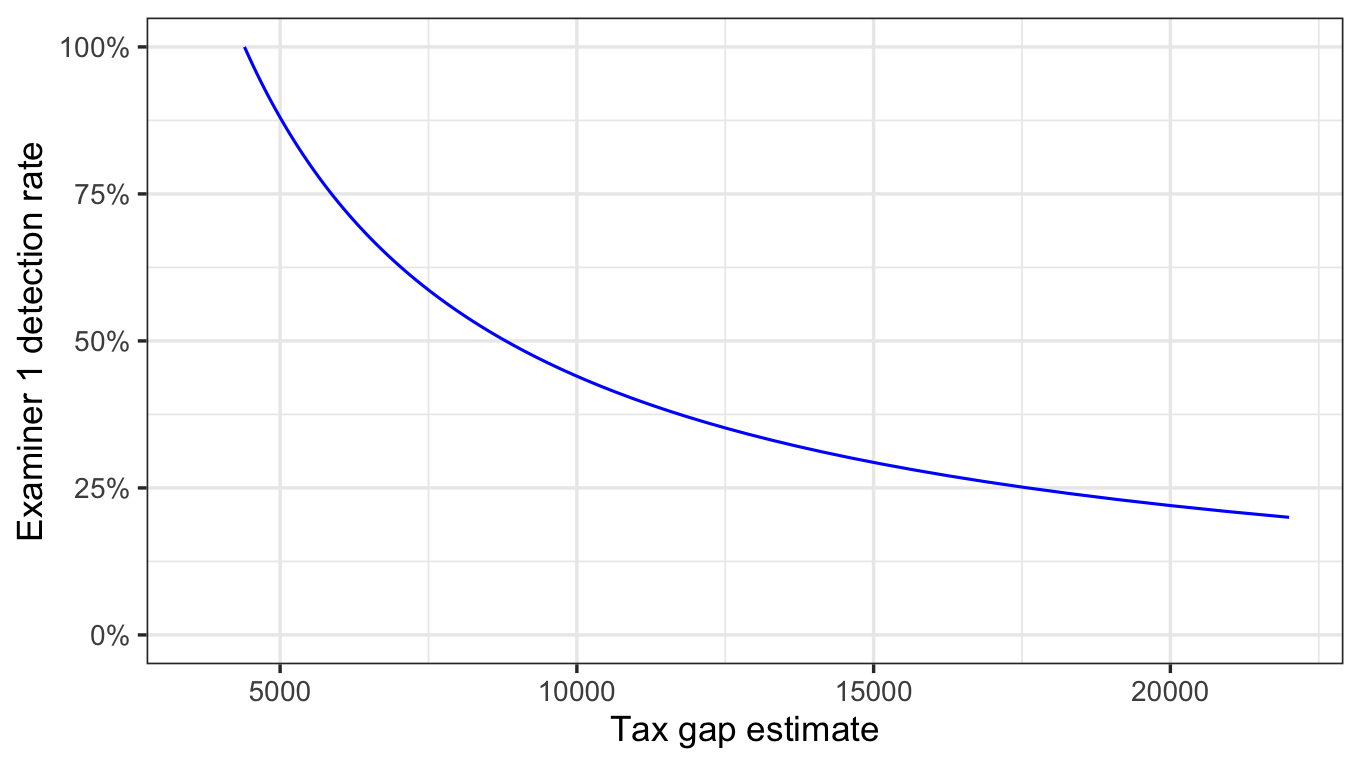 Examiner 1 detection rate
100%
75%
50%
25%
0%
5000 10000 15000 20000
Tax gap estimate